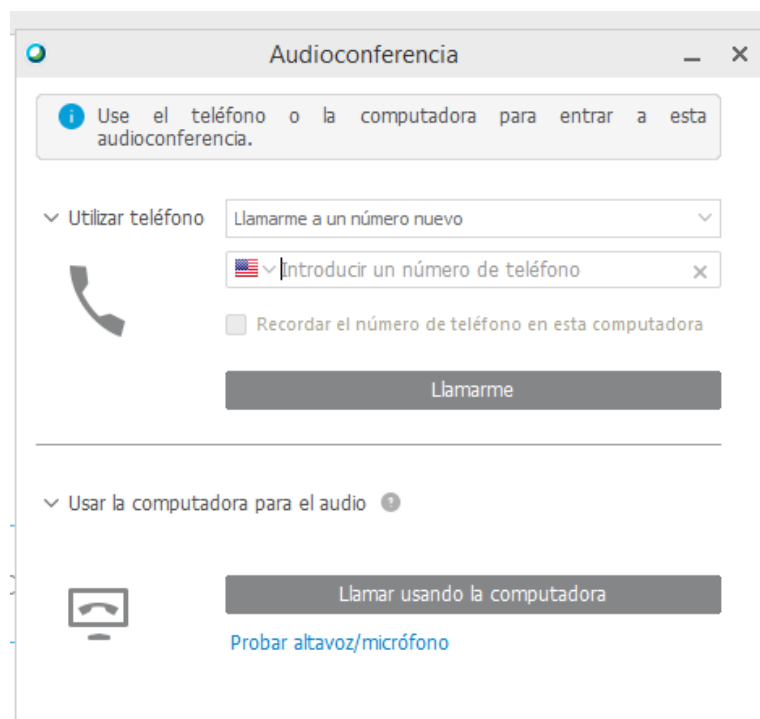 Audioconferencia
Use el teléfono o la computadora para entrar a esta
audioconferencia.
Utilizar teléfono
Llamarme a un número nuevo
Introducir un número de teléfono
Recordar el número de teléfono en esta computadora
Llamarme
Usar la computadora para el audio
Llamar usando la computadora
Probar altavoz/micrófono